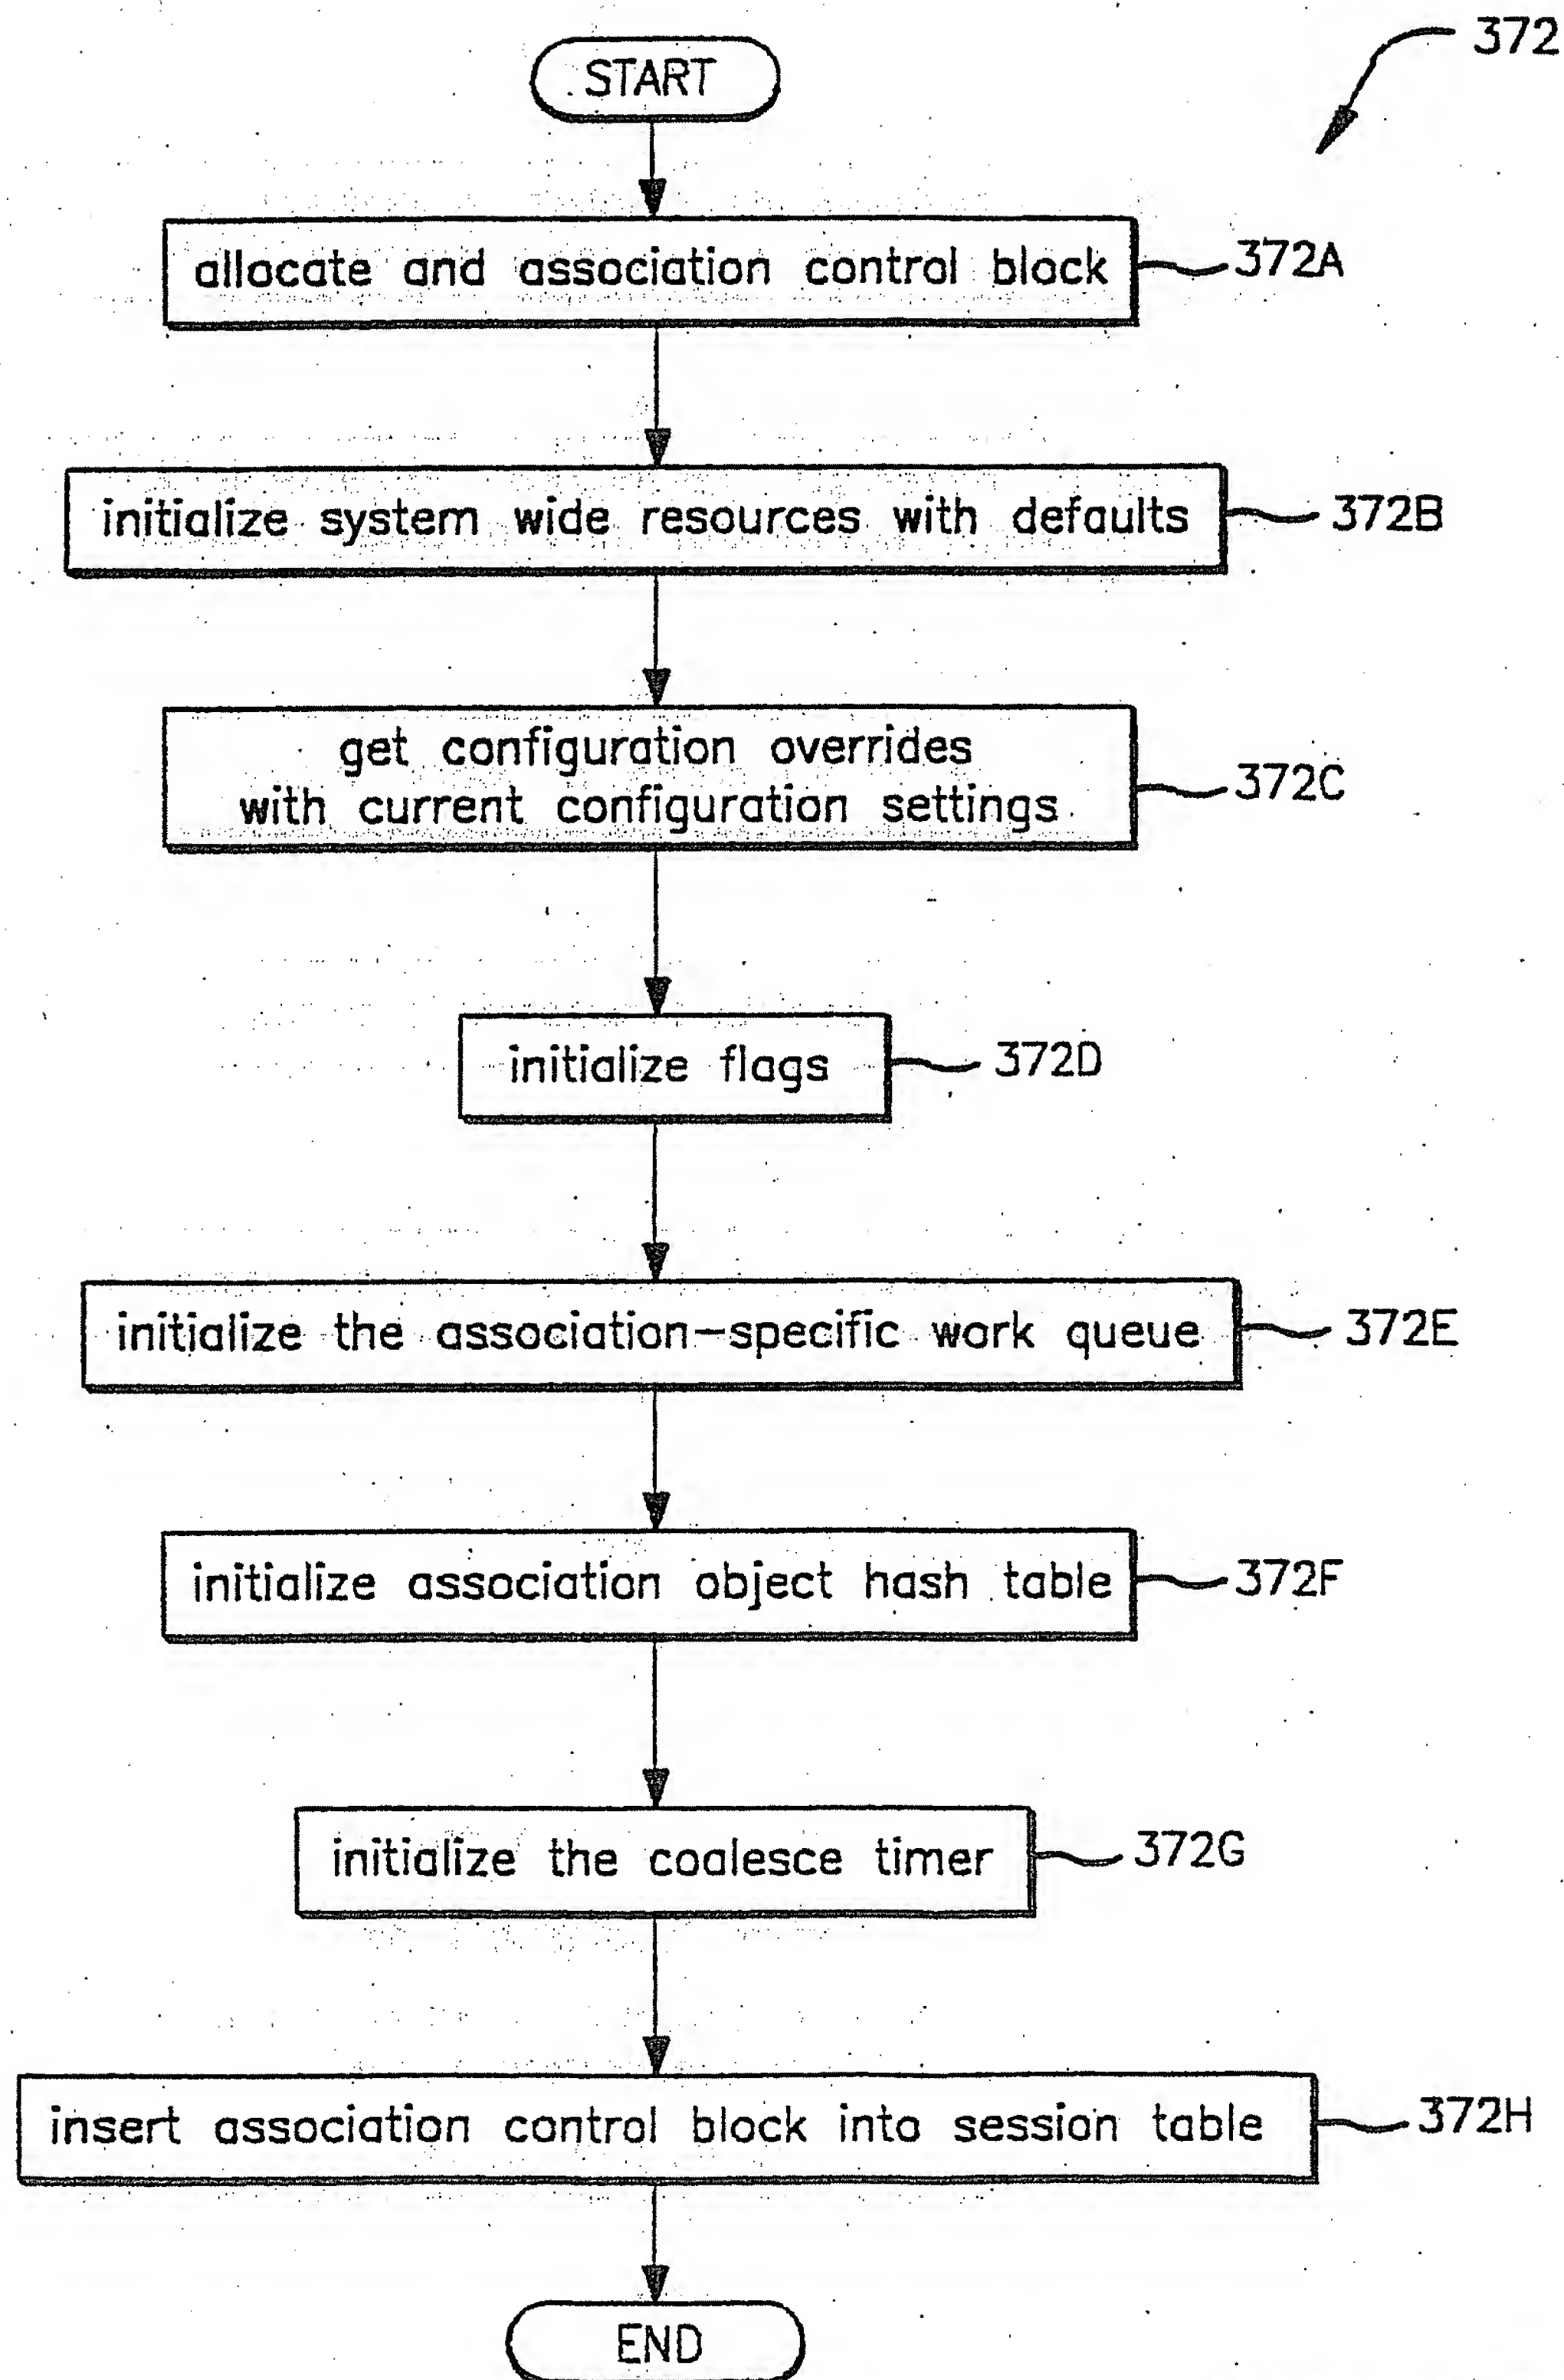 372
START
allocate and association control block
372A
initialize system wide resources with defaults
372B
get configuration overrides
with current configuration settings
372C
initialize flags
372D
initialize the association-specific work queue
372E
initialize association object hash table
372F
initialize the coalesce timer
372G
insert association control block into session table
372H
END